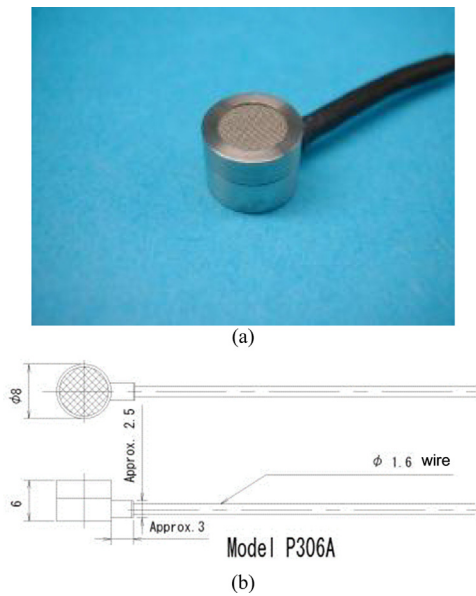 (a)
φ8
Approx. 2.5
φ 1.6 wire
6
Approx. 3
Model P306A
(b)